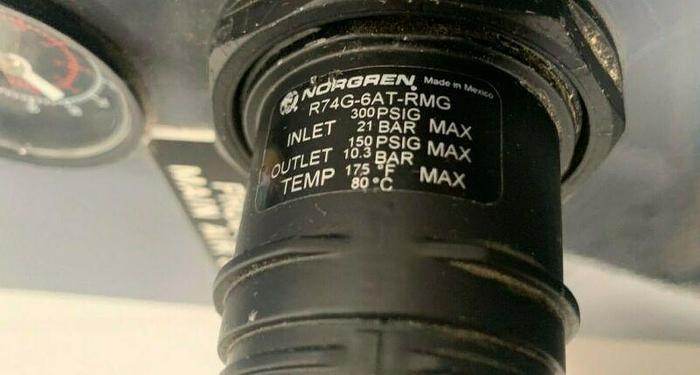 NORGREN Made in Mexico
R74G-6AT-RMG
INLET 300 PSIG 21 BAR MAX
OUTLET 150 PSIG 10.3 BAR MAX
TEMP 175 °F 80 °C MAX